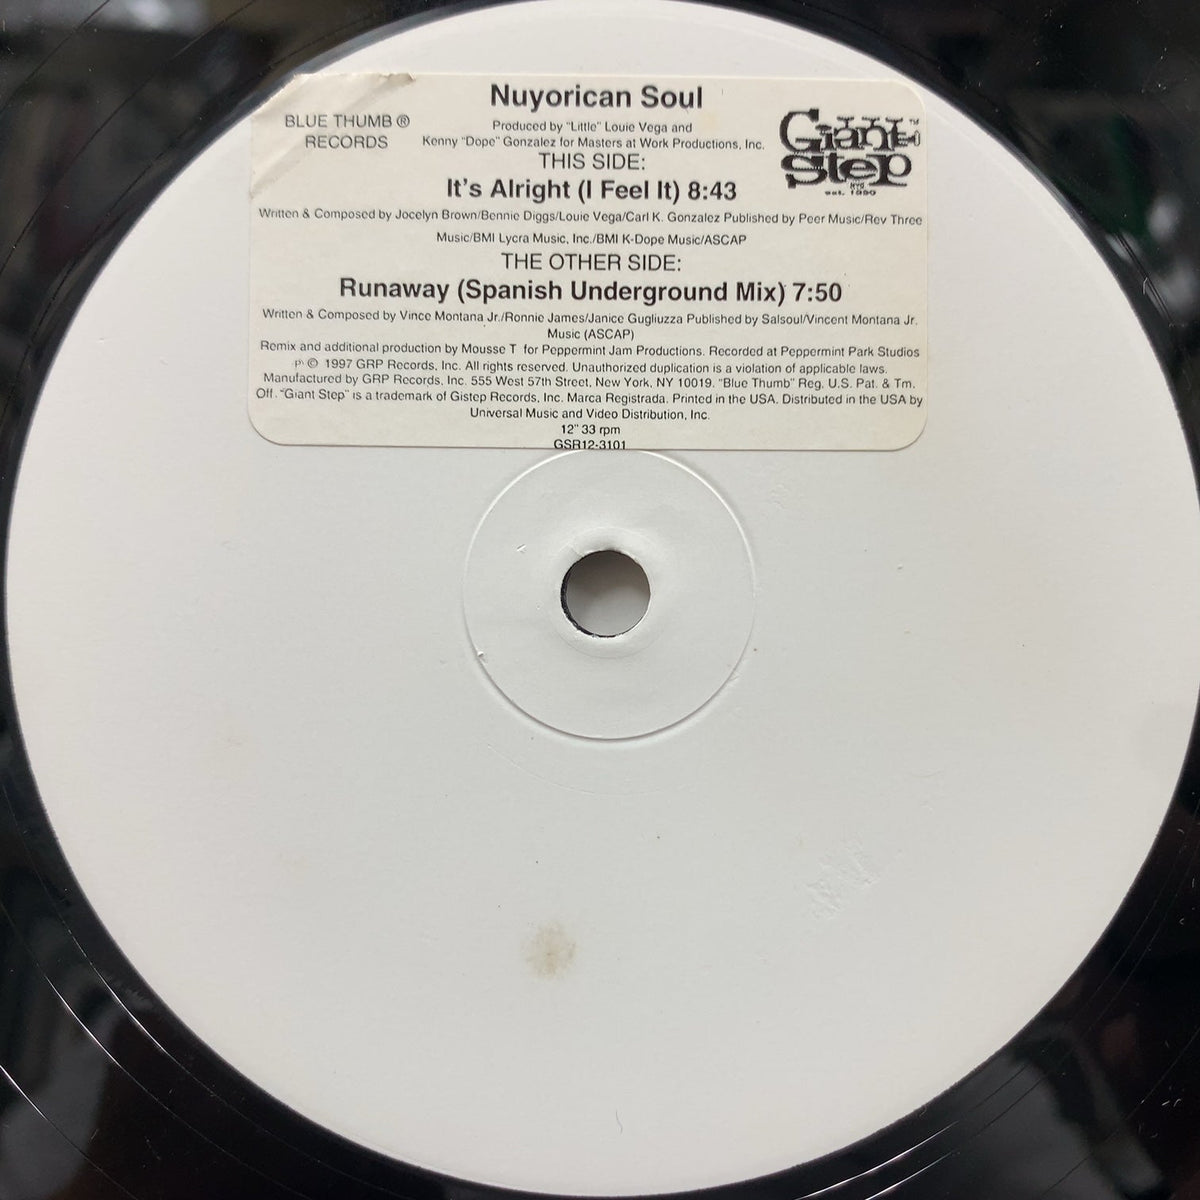 Nuyorican Soul
BLUE THUMB ®
RECORDS
Produced by "Little" Louie Vega and
Kenny "Dope" Gonzalez for Masters at Work Productions, Inc.
Giant
Step
™
NYC
est. 1990
THIS SIDE:
It's Alright (I Feel It) 8:43
Written & Composed by Jocelyn Brown/Bennie Diggs/Louie Vega/Carl K. Gonzalez Published by Peer Music/Rev Three
Music/BMI Lycra Music, Inc./BMI K-Dope Music/ASCAP
THE OTHER SIDE:
Runaway (Spanish Underground Mix) 7:50
Written & Composed by Vince Montana Jr./Ronnie James/Janice Gugliuzza Published by Salsoul/Vincent Montana Jr.
Music (ASCAP)
Remix and additional production by Mousse T for Peppermint Jam Productions. Recorded at Peppermint Park Studios
℗ © 1997 GRP Records, Inc. All rights reserved. Unauthorized duplication is a violation of applicable laws.
Manufactured by GRP Records, Inc. 555 West 57th Street, New York, NY 10019. "Blue Thumb" Reg. U.S. Pat. & Tm.
Off. "Giant Step" is a trademark of Gistep Records, Inc. Marca Registrada. Printed in the USA. Distributed in the USA by
Universal Music and Video Distribution, Inc.
12" 33 rpm
GSR12-3101